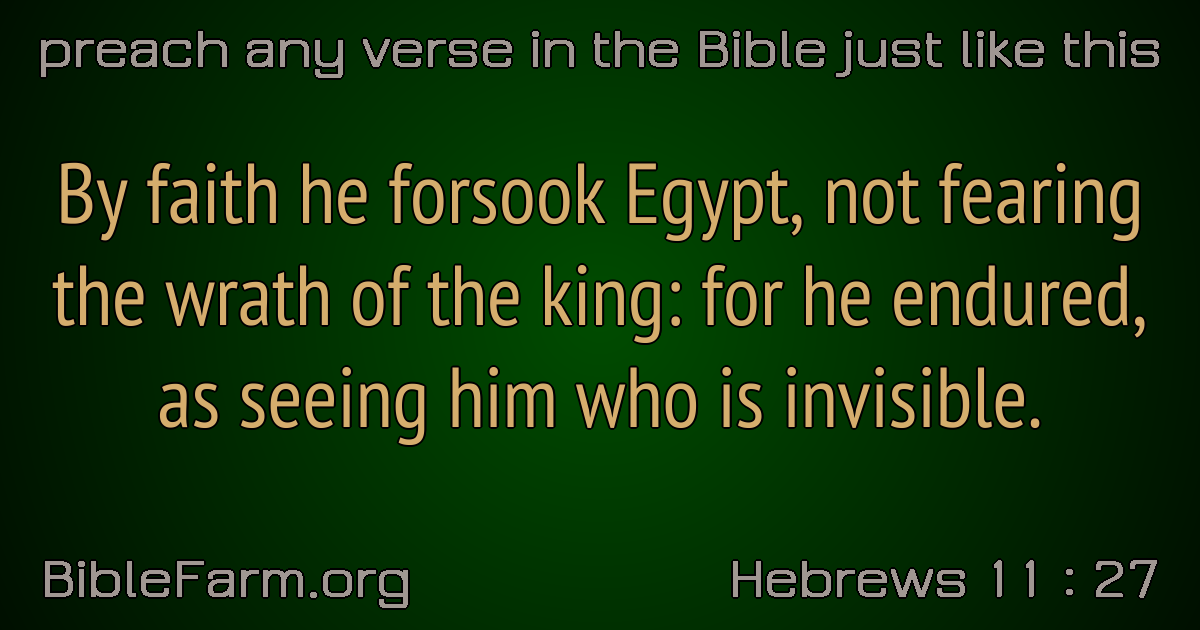 preach any verse in the Bible just like this
By faith he forsook Egypt, not fearing
the wrath of the king: for he endured,
as seeing him who is invisible.
BibleFarm.org
Hebrews 11 : 27